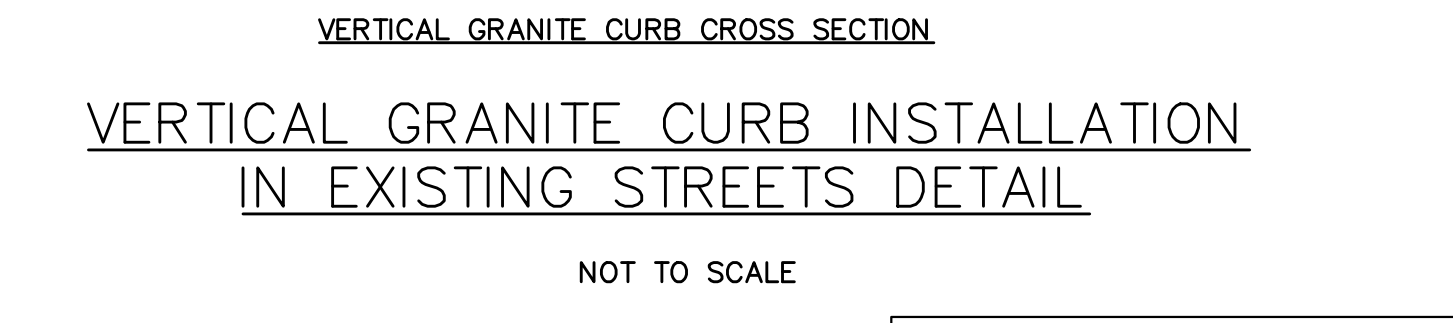 VERTICAL GRANITE CURB CROSS SECTION
VERTICAL GRANITE CURB INSTALLATION
IN EXISTING STREETS DETAIL
NOT TO SCALE